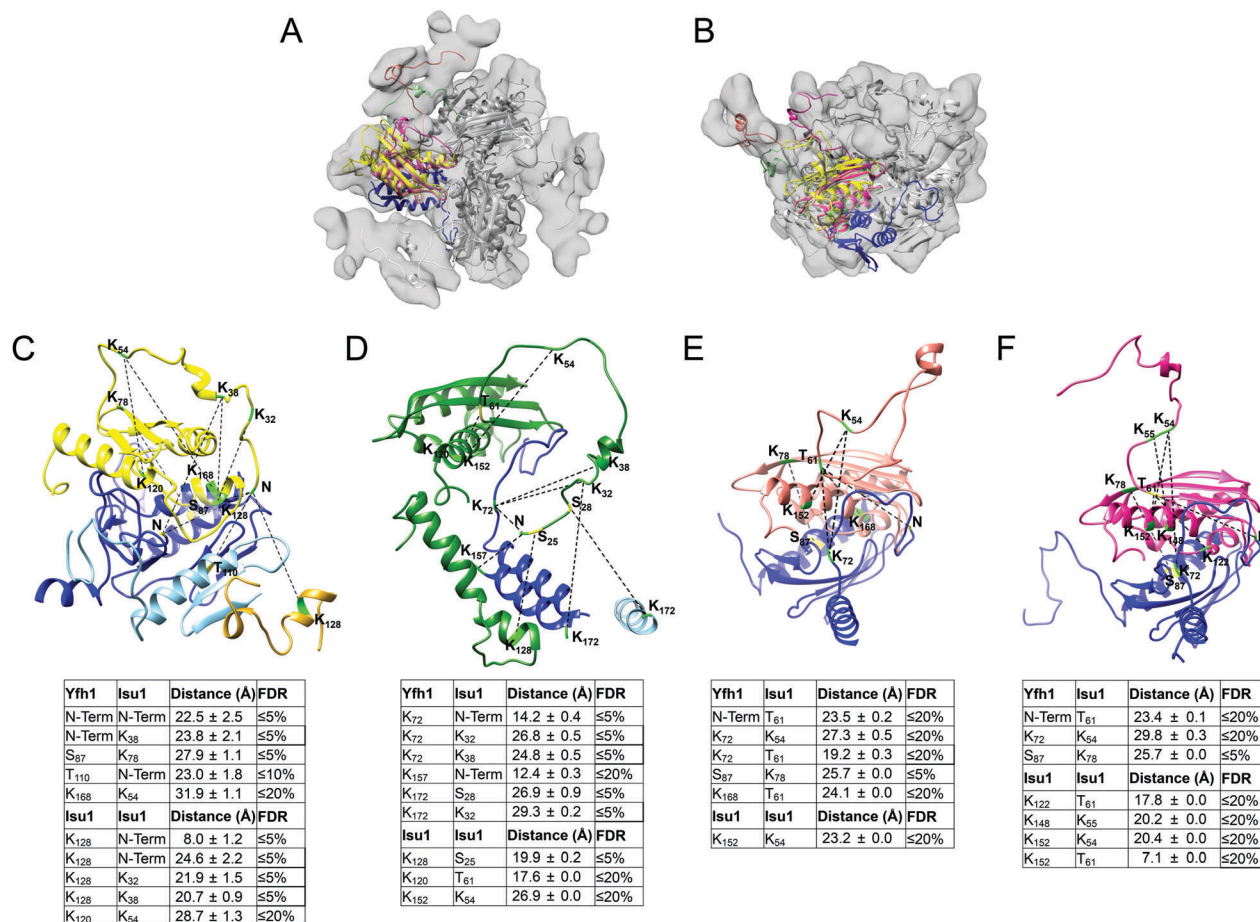 A
B
C
K54
K38
K78
K32
K168
K120
S87
N
K128
N
T110
K128
D
K54
T61
K120
K152
K38
K32
K72
S28
N
S25
K157
K172
K128
K172
E
K54
K78
T61
K152
K168
N
S87
K72
F
K55
K54
K78
T61
K152
K148
K122
K72
S87
Yfh1 Isu1 Distance (Å) FDR
N-Term N-Term 22.5 ± 2.5 ≤5%
N-Term K38 23.8 ± 2.1 ≤5%
S87 K78 27.9 ± 1.1 ≤5%
T110 N-Term 23.0 ± 1.8 ≤10%
K168 K54 31.9 ± 1.1 ≤20%
Isu1 Isu1 Distance (Å) FDR
K128 N-Term 8.0 ± 1.2 ≤5%
K128 N-Term 24.6 ± 2.2 ≤5%
K128 K32 21.9 ± 1.5 ≤5%
K128 K38 20.7 ± 0.9 ≤5%
K120 K54 28.7 ± 1.3 ≤20%
Yfh1 Isu1 Distance (Å) FDR
K72 N-Term 14.2 ± 0.4 ≤5%
K72 K32 26.8 ± 0.5 ≤5%
K72 K38 24.8 ± 0.5 ≤5%
K157 N-Term 12.4 ± 0.3 ≤20%
K172 S28 26.9 ± 0.9 ≤5%
K172 K32 29.3 ± 0.2 ≤5%
Isu1 Isu1 Distance (Å) FDR
K128 S25 19.9 ± 0.2 ≤5%
K120 T61 17.6 ± 0.0 ≤20%
K152 K54 26.9 ± 0.0 ≤20%
Yfh1 Isu1 Distance (Å) FDR
N-Term T61 23.5 ± 0.2 ≤20%
K72 K54 27.3 ± 0.5 ≤20%
K72 T61 19.2 ± 0.3 ≤20%
S87 K78 25.7 ± 0.0 ≤5%
K168 T61 24.1 ± 0.0 ≤20%
Isu1 Isu1 Distance (Å) FDR
K152 K54 23.2 ± 0.0 ≤20%
Yfh1 Isu1 Distance (Å) FDR
N-Term T61 23.4 ± 0.1 ≤20%
K72 K54 29.8 ± 0.3 ≤20%
S87 K78 25.7 ± 0.0 ≤5%
Isu1 Isu1 Distance (Å) FDR
K122 T61 17.8 ± 0.0 ≤20%
K148 K55 20.2 ± 0.0 ≤20%
K152 K54 20.4 ± 0.0 ≤20%
K152 T61 7.1 ± 0.0 ≤20%